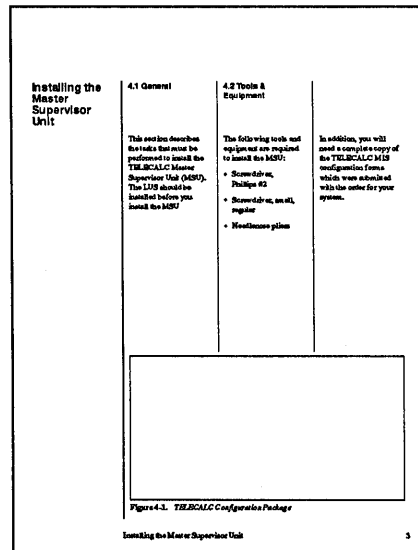 Installing the
Master
Supervisor
Unit
4.1 General
This section describes
the tasks that must be
performed to install the
TELECALC Master
Supervisor Unit (MSU).
The LUS should be
installed before you
install the MSU
4.2 Tools &
Equipment
The following tools and
equipment are required
to install the MSU:
• Screwdriver,
Phillips #2
• Screwdriver, small,
regular
• Needlenose pliers
In addition, you will
need a complete copy of
the TELECALC MIS
configuration forms
which were submitted
with the order for your
system.
Figure 4-1. TELECALC Configuration Package
Installing the Master Supervisor Unit 3